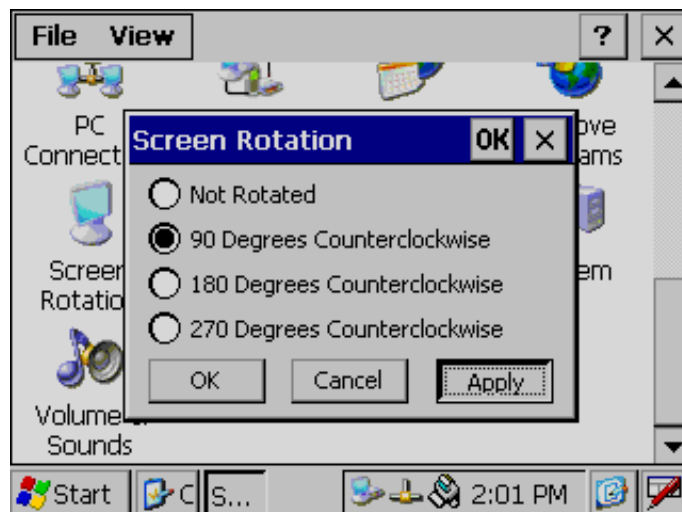 File View ? ×
PC
Connect
ove
ams
Screen Rotation OK ×
Not Rotated
90 Degrees Counterclockwise
180 Degrees Counterclockwise
270 Degrees Counterclockwise
OK Cancel Apply
Screen
Rotatio
em
Volume
Sounds
Start C S... 2:01 PM